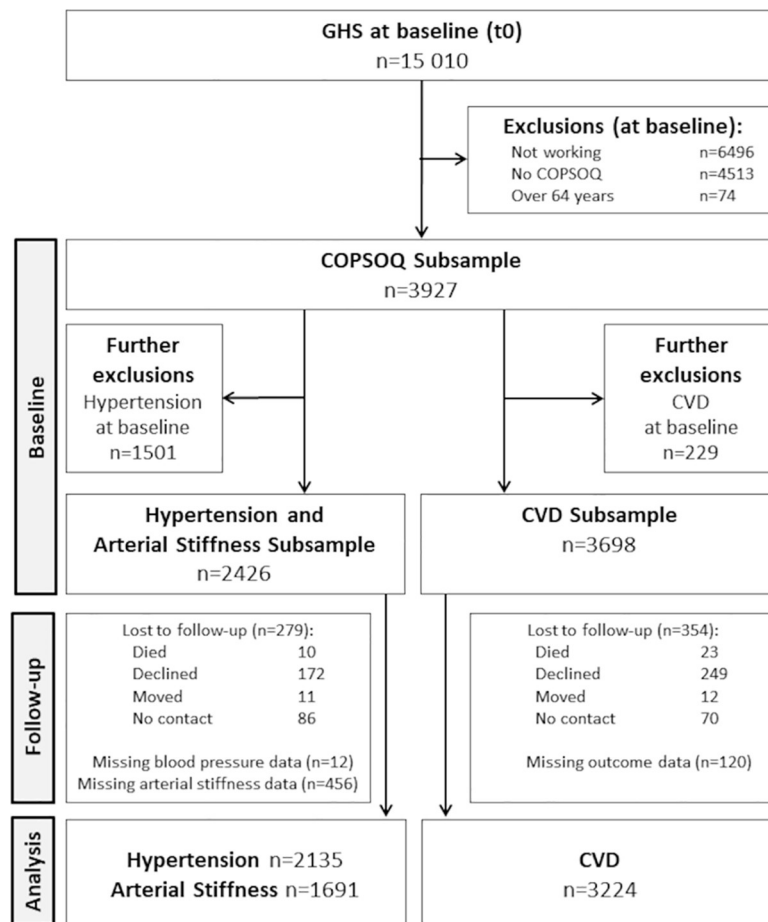 GHS at baseline (t0)
n=15 010
Exclusions (at baseline):
Not working n=6496
No COPSOQ n=4513
Over 64 years n=74
Baseline
COPSOQ Subsample
n=3927
Further
exclusions
Hypertension
at baseline
n=1501
Further
exclusions
CVD
at baseline
n=229
Hypertension and
Arterial Stiffness Subsample
n=2426
CVD Subsample
n=3698
Follow-up
Lost to follow-up (n=279):
Died 10
Declined 172
Moved 11
No contact 86
Missing blood pressure data (n=12)
Missing arterial stiffness data (n=456)
Lost to follow-up (n=354):
Died 23
Declined 249
Moved 12
No contact 70
Missing outcome data (n=120)
Analysis
Hypertension n=2135
Arterial Stiffness n=1691
CVD
n=3224